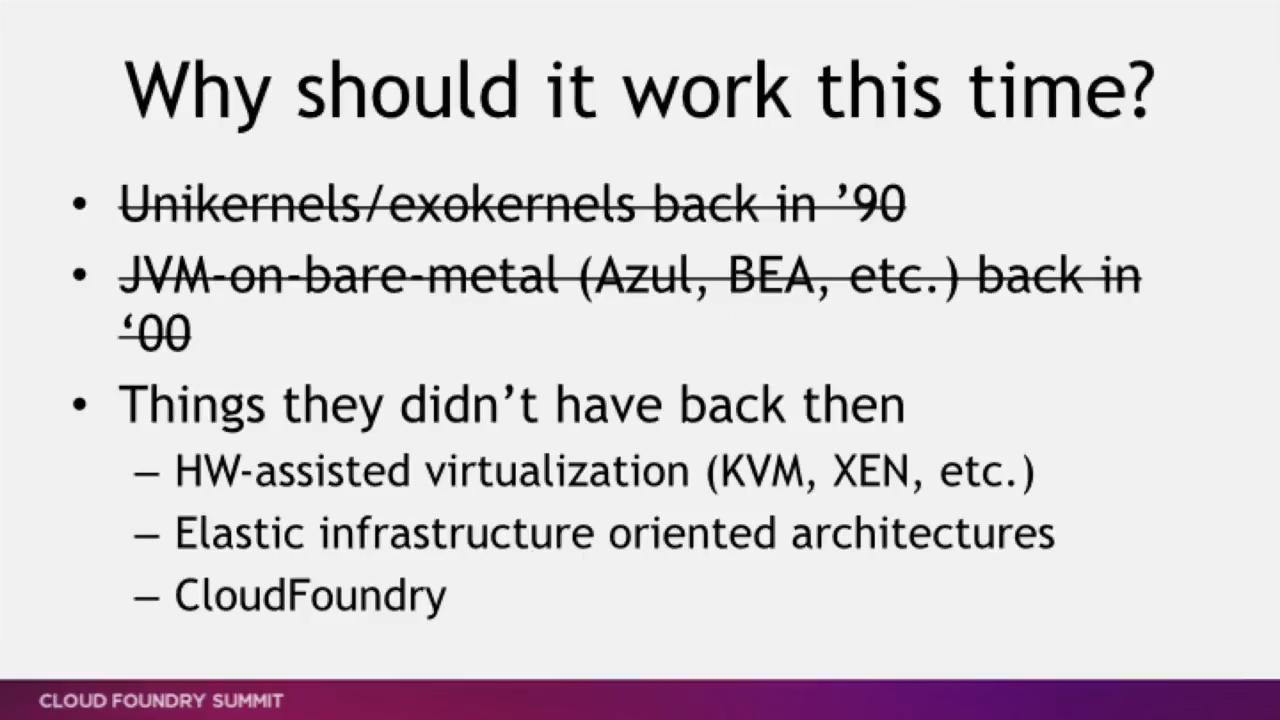 Why should it work this time?
• Unikernels/exokernels back in ’90
• JVM-on-bare-metal (Azul, BEA, etc.) back in
‘00
• Things they didn’t have back then
– HW-assisted virtualization (KVM, XEN, etc.)
– Elastic infrastructure oriented architectures
– CloudFoundry
CLOUD FOUNDRY SUMMIT